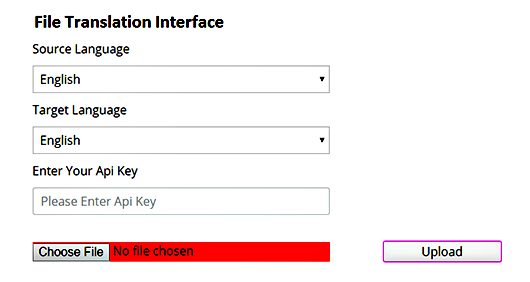 File Translation Interface
Source Language
English
Target Language
English
Enter Your Api Key
Please Enter Api Key
Choose File No file chosen Upload